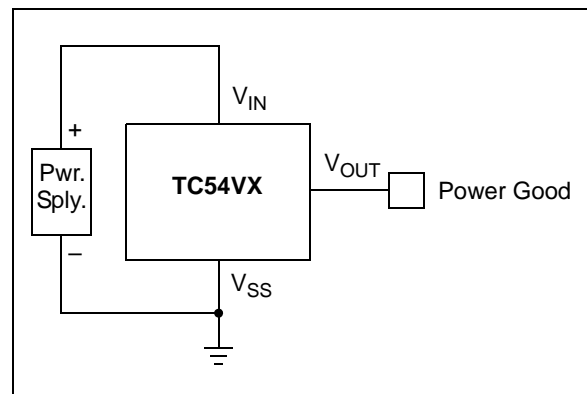 V_IN
+
Pwr.
Sply.
–
TC54VX
V_OUT
Power Good
V_SS